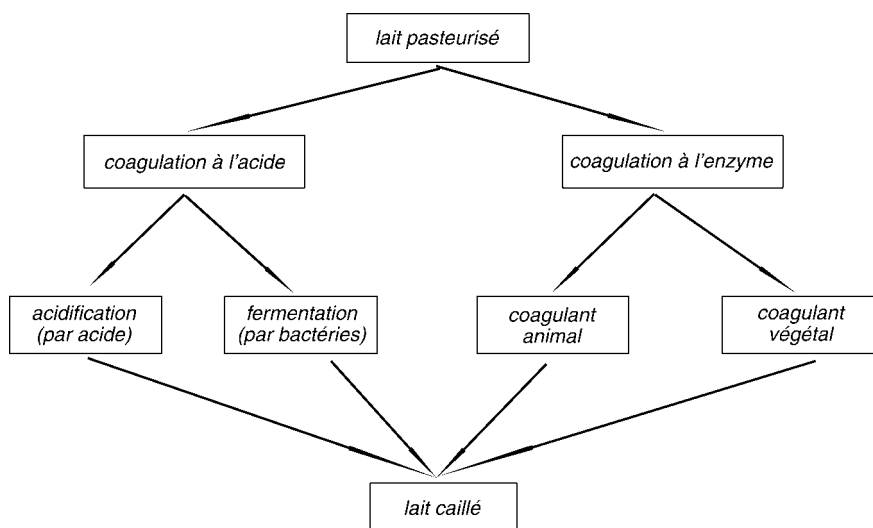 lait pasteurisé
coagulation à l’acide
coagulation à l’enzyme
acidification
(par acide)
fermentation
(par bactéries)
coagulant
animal
coagulant
végétal
lait caillé